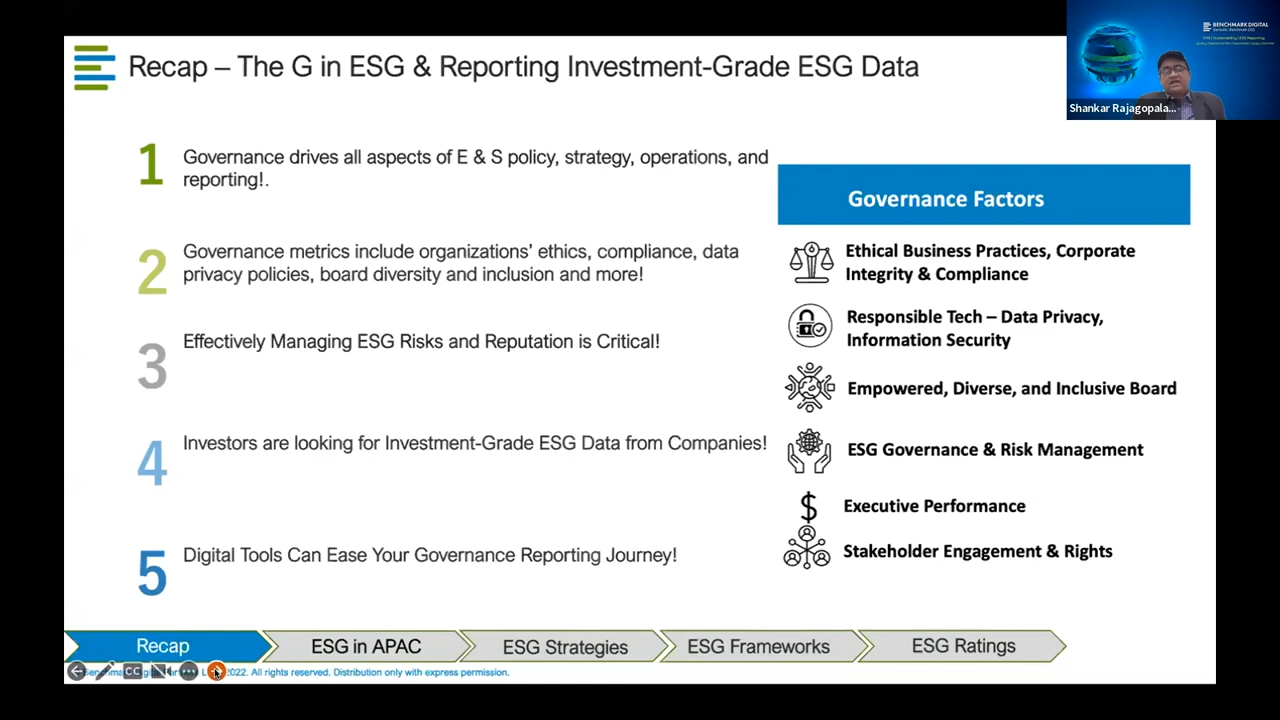 Recap – The G in ESG & Reporting Investment-Grade ESG Data
BENCHMARK DIGITAL
Shankar Rajagopala...
1
Governance drives all aspects of E & S policy, strategy, operations, and
reporting!.
2
Governance metrics include organizations' ethics, compliance, data
privacy policies, board diversity and inclusion and more!
3
Effectively Managing ESG Risks and Reputation is Critical!
4
Investors are looking for Investment-Grade ESG Data from Companies!
5
Digital Tools Can Ease Your Governance Reporting Journey!
Governance Factors
Ethical Business Practices, Corporate
Integrity & Compliance
Responsible Tech – Data Privacy,
Information Security
Empowered, Diverse, and Inclusive Board
ESG Governance & Risk Management
$
Executive Performance
Stakeholder Engagement & Rights
Recap
ESG in APAC
ESG Strategies
ESG Frameworks
ESG Ratings
CC
2022. All rights reserved. Distribution only with express permission.